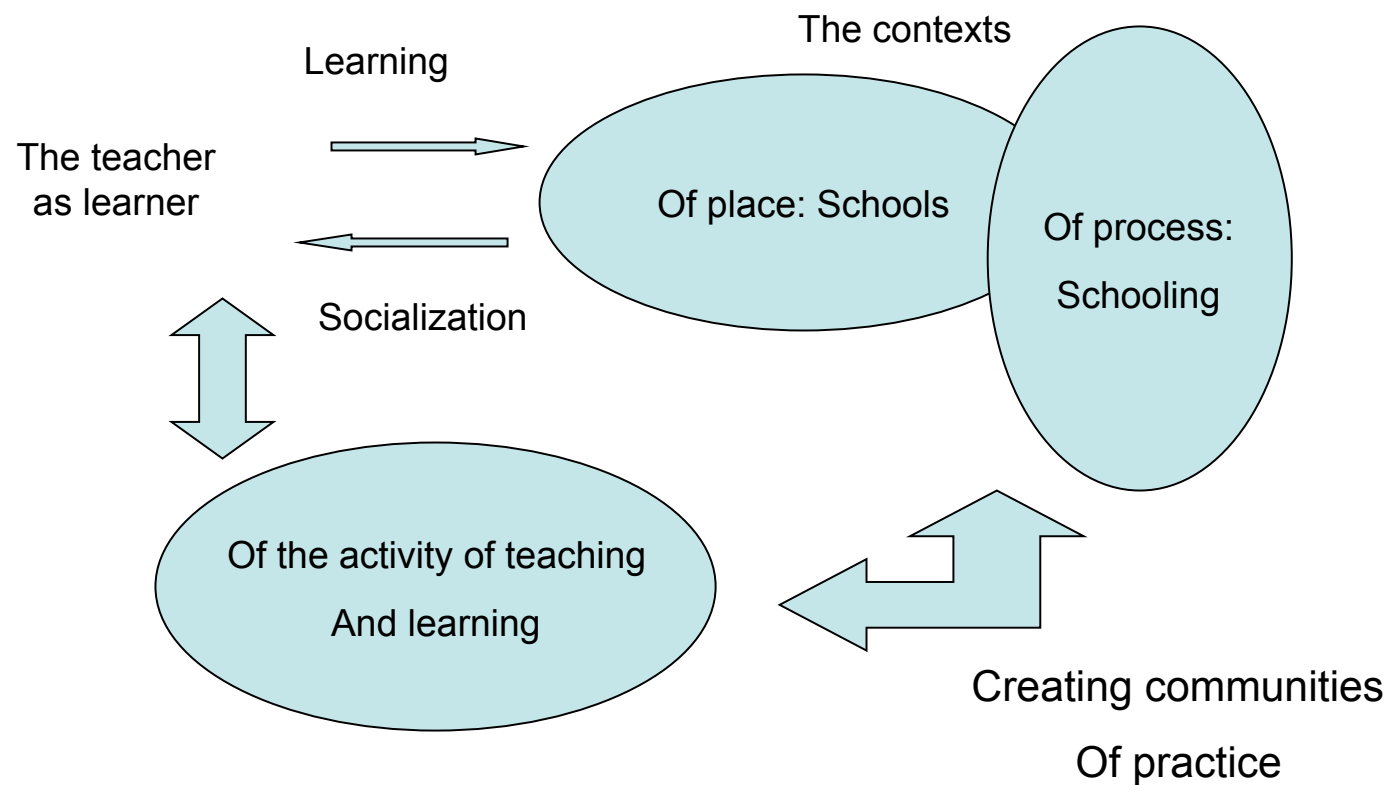 The contexts
Learning
The teacher
as learner
Of place: Schools
Of process:
Schooling
Socialization
Of the activity of teaching
And learning
Creating communities
Of practice